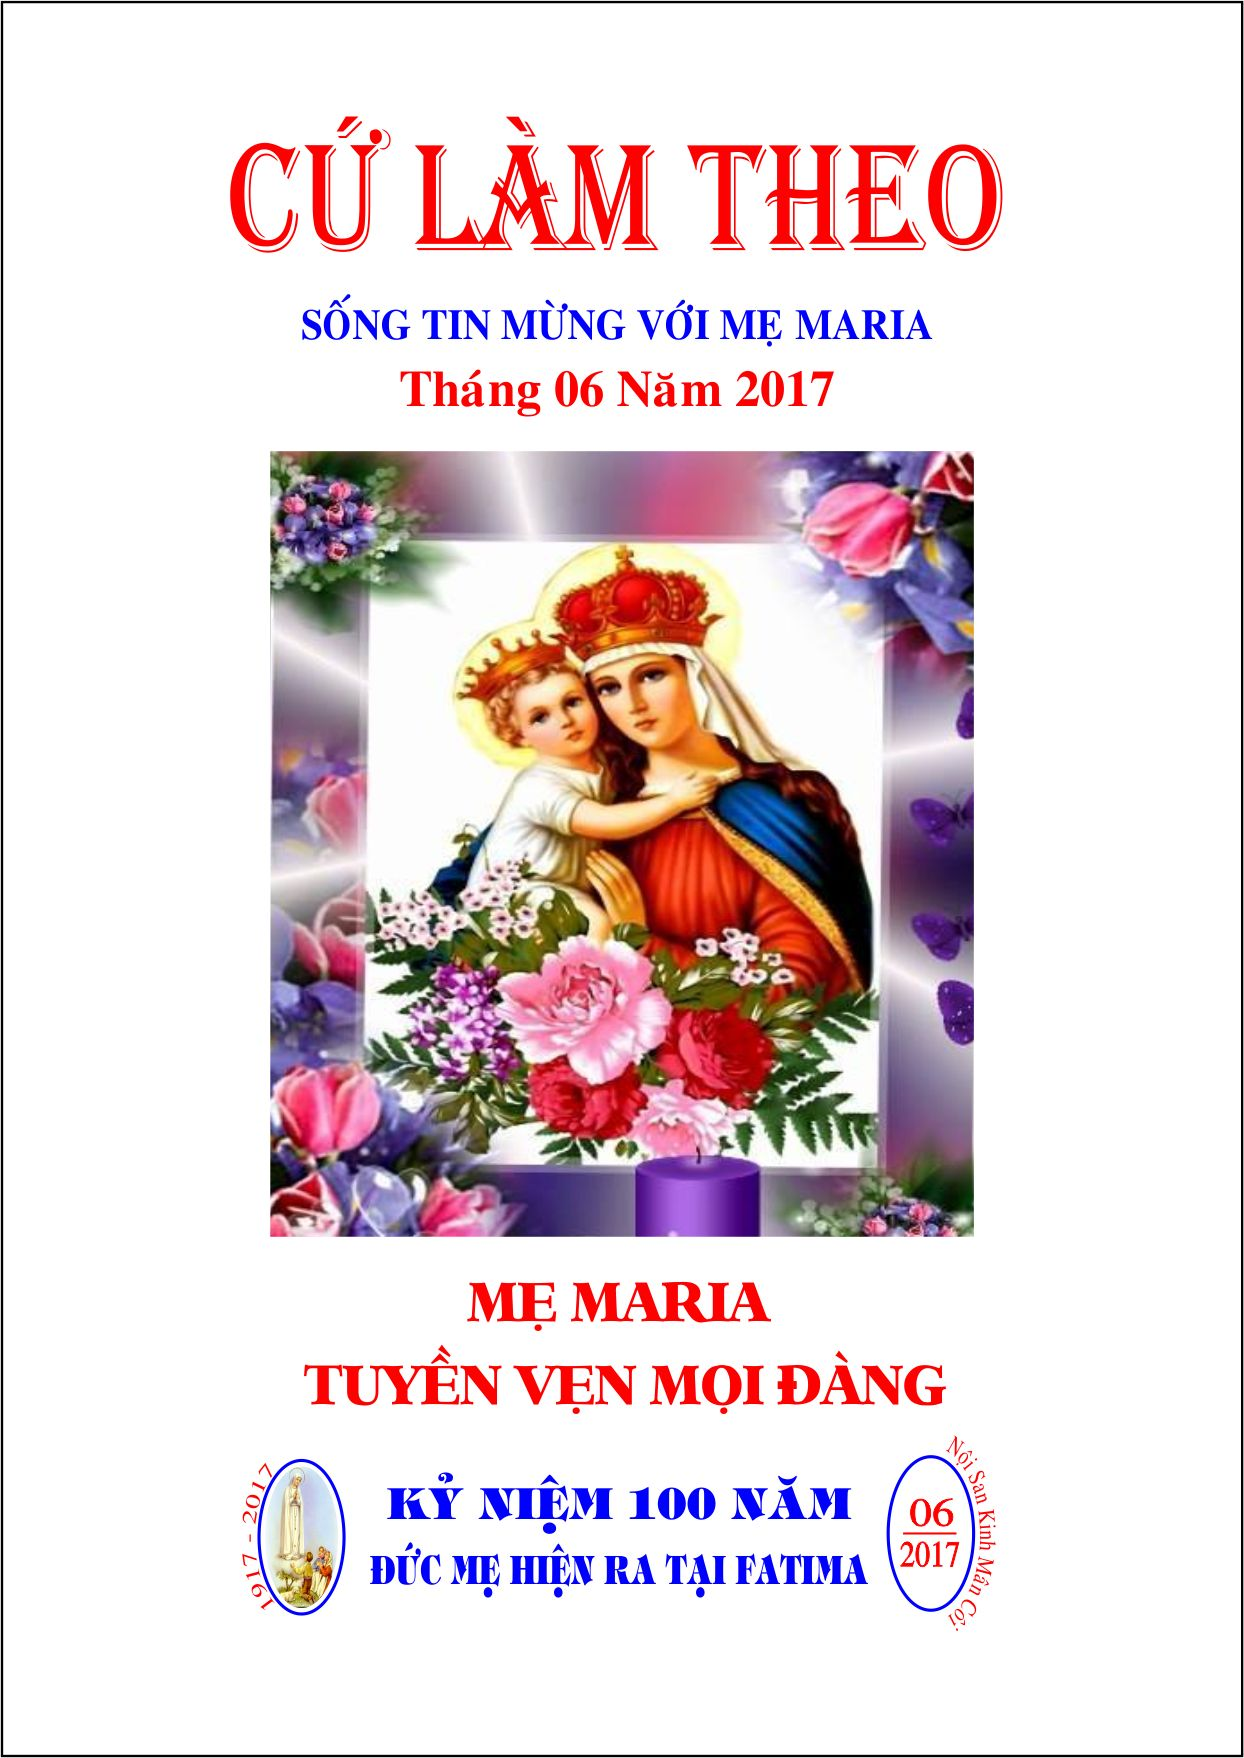 CỨ LÀM THEO
SỐNG TIN MỪNG VỚI MẸ MARIA
Tháng 06 Năm 2017
MẸ MARIA
TUYỀN VẸN MỌI ĐÀNG
1917 - 2017
KỶ NIỆM 100 NĂM
ĐỨC MẸ HIỆN RA TẠI FATIMA
06
2017
Nội San Kinh Mân Côi